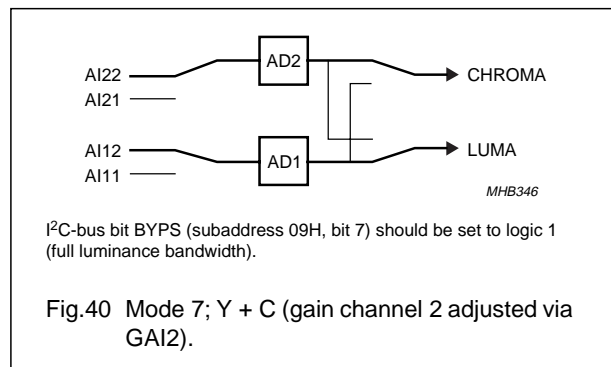 AI22
AI21
AD2
CHROMA
AI12
AI11
AD1
LUMA
MHB346
I²C-bus bit BYPS (subaddress 09H, bit 7) should be set to logic 1
(full luminance bandwidth).
Fig.40 Mode 7; Y + C (gain channel 2 adjusted via
GAI2).